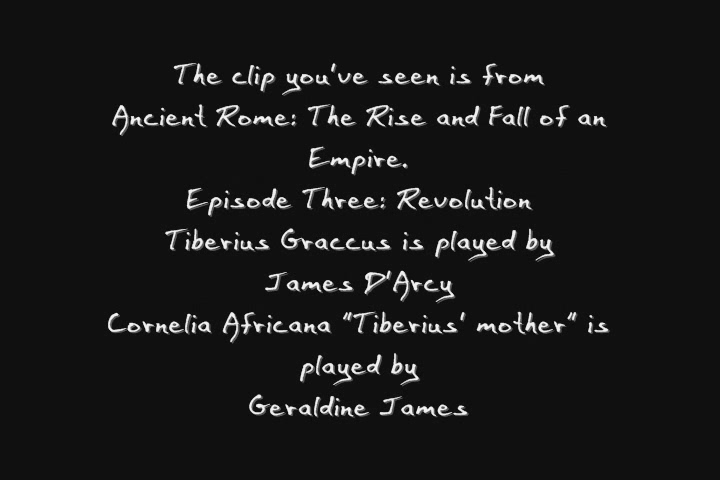 The clip you've seen is from
Ancient Rome: The Rise and Fall of an
Empire.
Episode Three: Revolution
Tiberius Graccus is played by
James D'Arcy
Cornelia Africana "Tiberius' mother" is
played by
Geraldine James